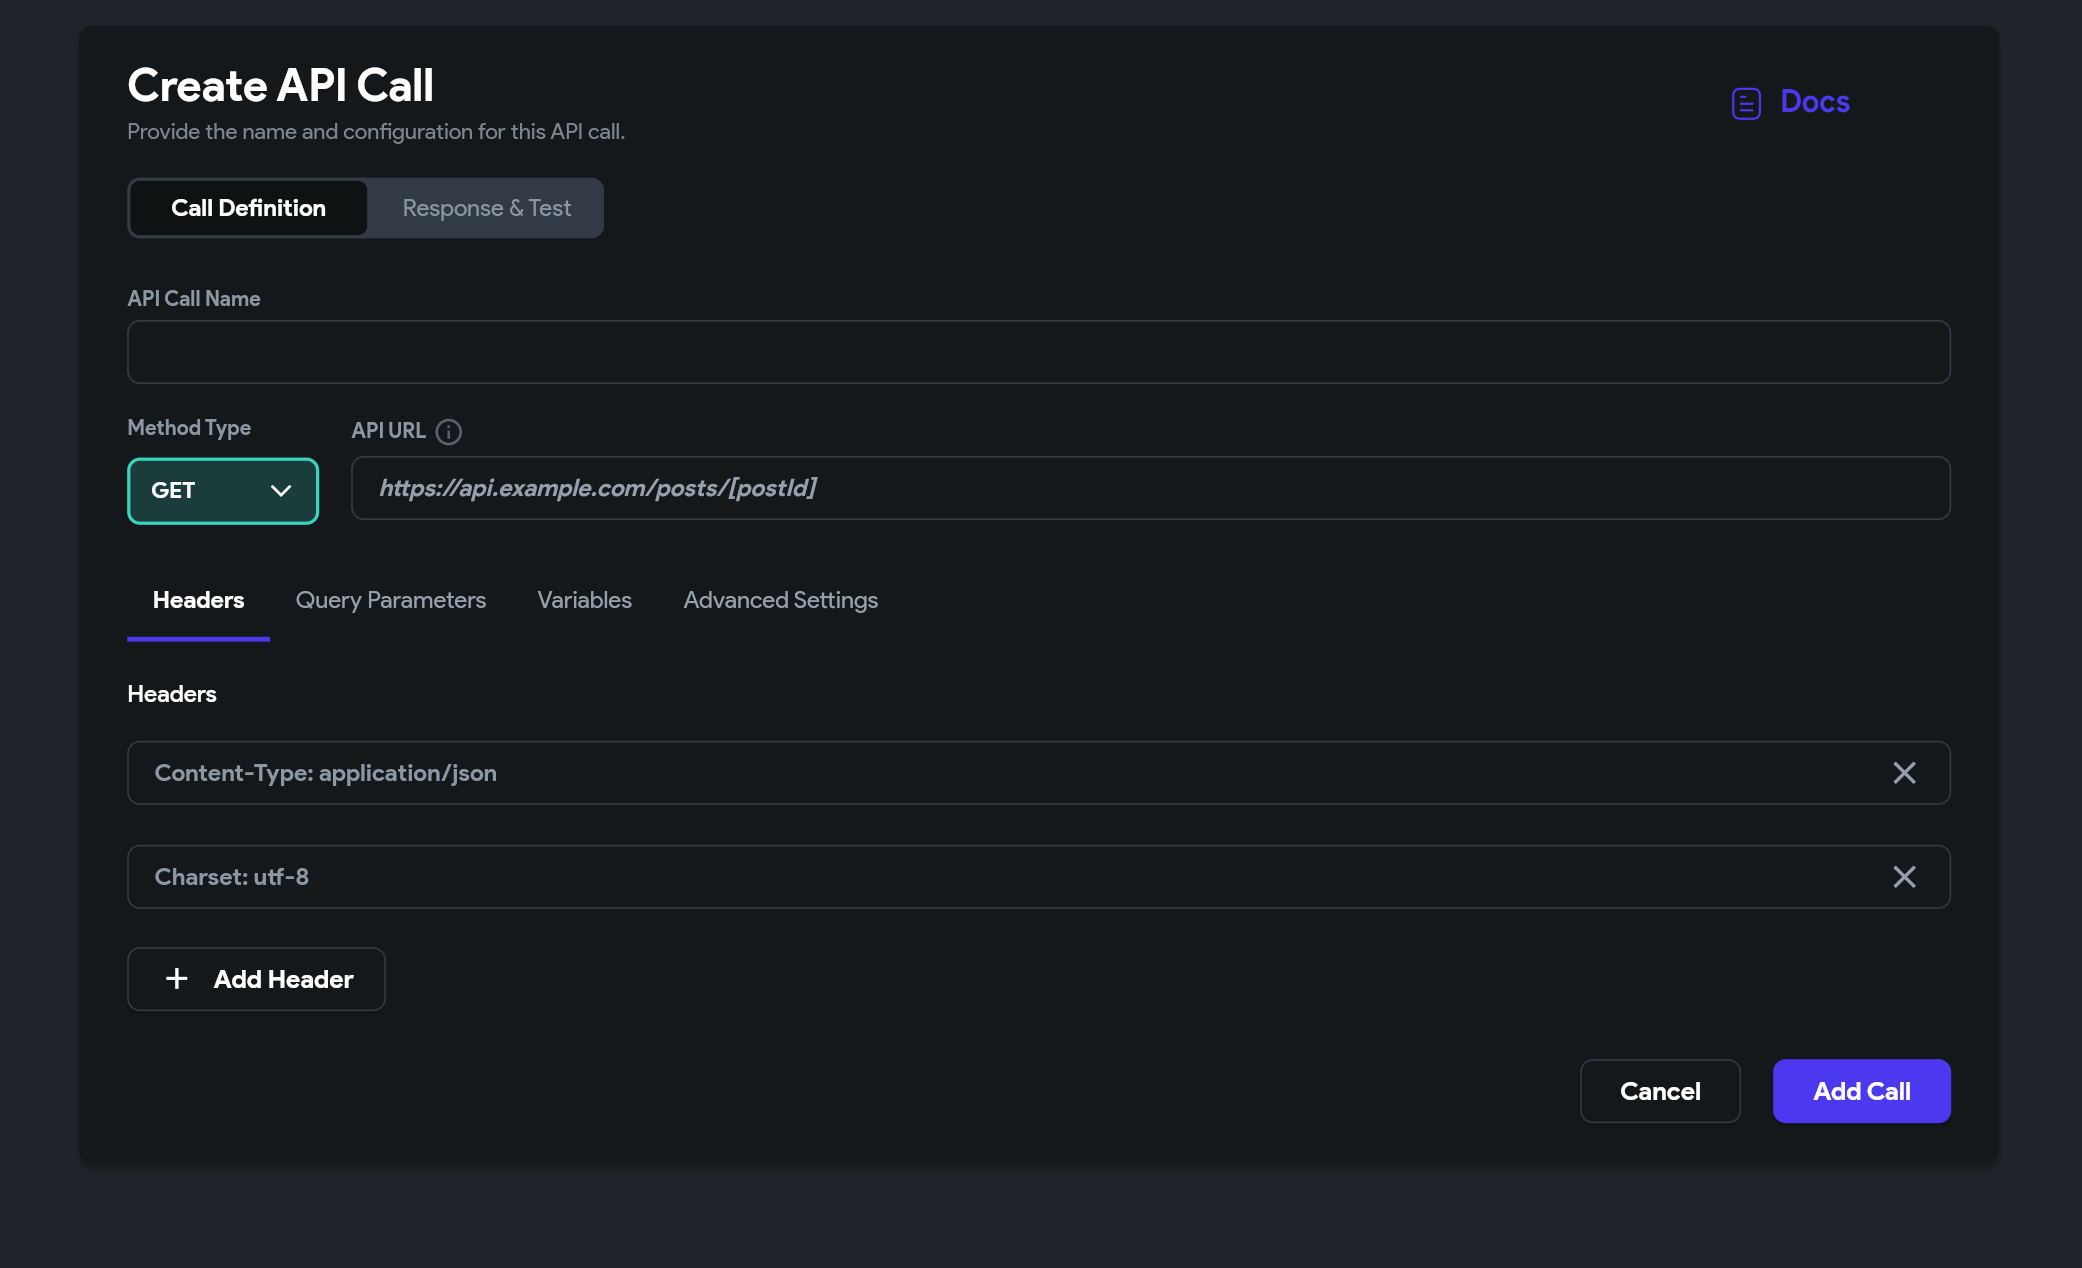 Create API Call
Docs
Provide the name and configuration for this API call.
Call Definition
Response & Test
API Call Name
Method Type
API URL
GET
https://api.example.com/posts/[postId]
Headers
Query Parameters
Variables
Advanced Settings
Headers
Content-Type: application/json
Charset: utf-8
Add Header
Cancel
Add Call